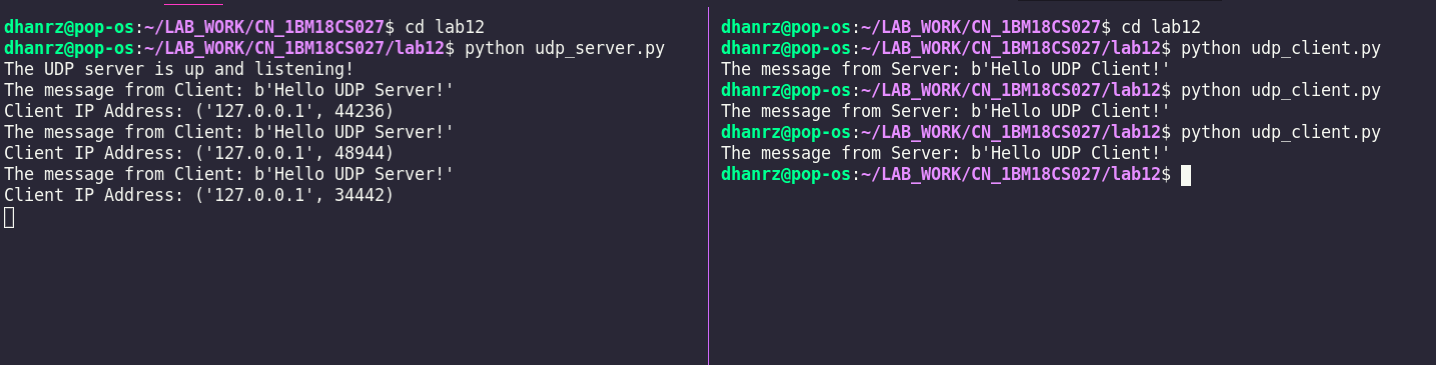 dhanrz@pop-os:~/LAB_WORK/CN_1BM18CS027$ cd lab12
dhanrz@pop-os:~/LAB_WORK/CN_1BM18CS027/lab12$ python udp_server.py
The UDP server is up and listening!
The message from Client: b'Hello UDP Server!'
Client IP Address: ('127.0.0.1', 44236)
The message from Client: b'Hello UDP Server!'
Client IP Address: ('127.0.0.1', 48944)
The message from Client: b'Hello UDP Server!'
Client IP Address: ('127.0.0.1', 34442)
dhanrz@pop-os:~/LAB_WORK/CN_1BM18CS027$ cd lab12
dhanrz@pop-os:~/LAB_WORK/CN_1BM18CS027/lab12$ python udp_client.py
The message from Server: b'Hello UDP Client!'
dhanrz@pop-os:~/LAB_WORK/CN_1BM18CS027/lab12$ python udp_client.py
The message from Server: b'Hello UDP Client!'
dhanrz@pop-os:~/LAB_WORK/CN_1BM18CS027/lab12$ python udp_client.py
The message from Server: b'Hello UDP Client!'
dhanrz@pop-os:~/LAB_WORK/CN_1BM18CS027/lab12$